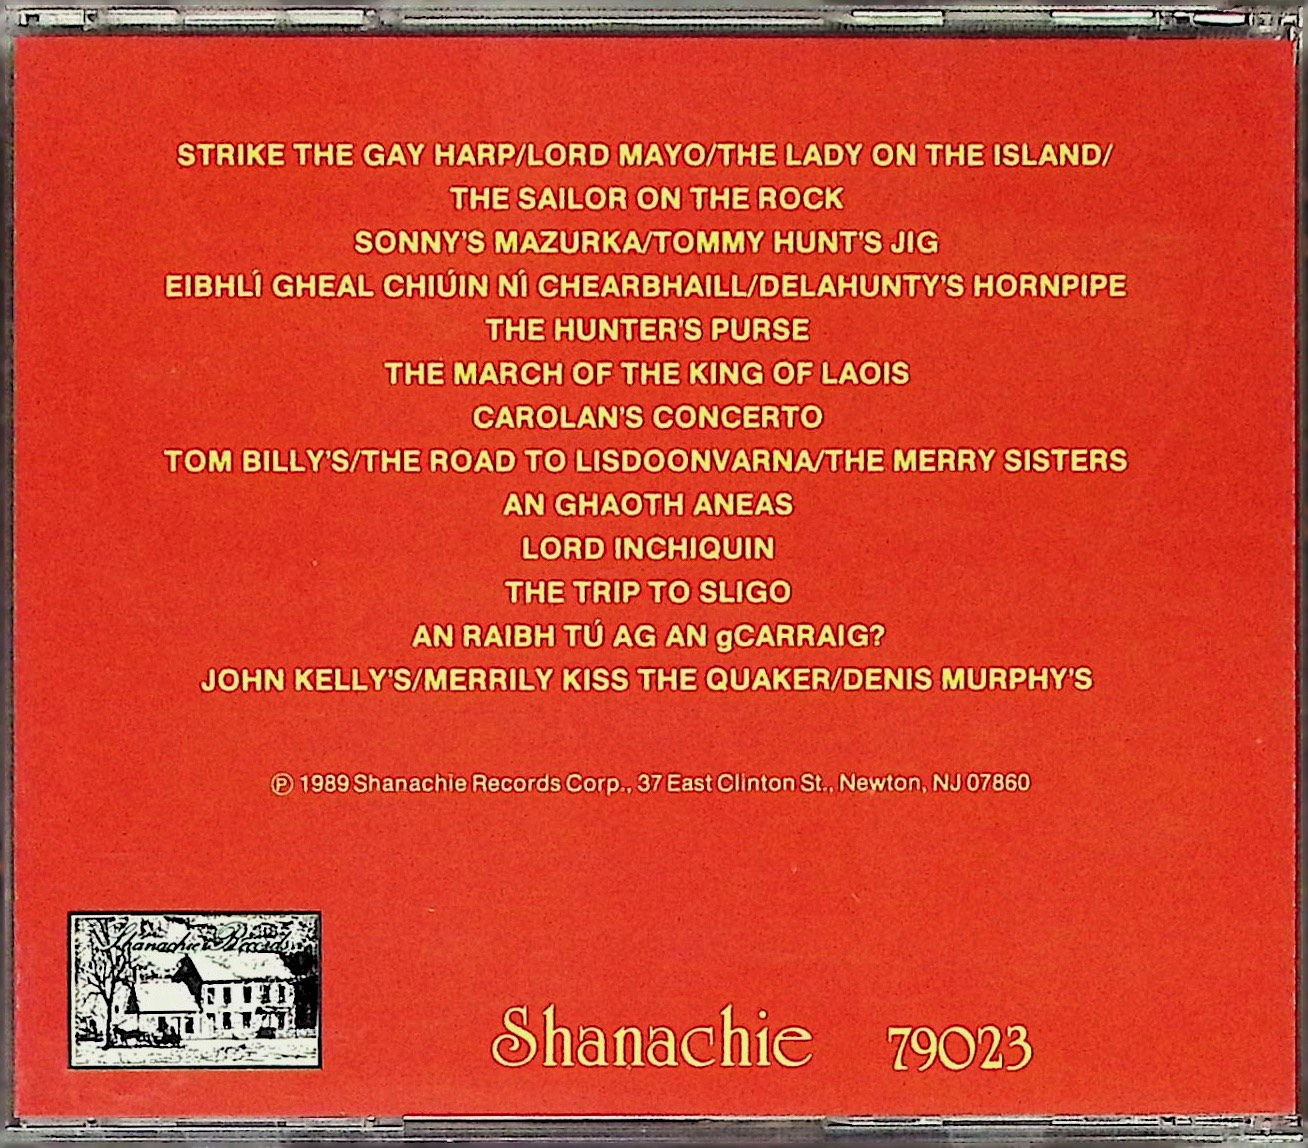 STRIKE THE GAY HARP/LORD MAYO/THE LADY ON THE ISLAND/
THE SAILOR ON THE ROCK
SONNY'S MAZURKA/TOMMY HUNT'S JIG
EIBHLÍ GHEAL CHIÚIN NÍ CHEARBHAILL/DELAHUNTY'S HORNPIPE
THE HUNTER'S PURSE
THE MARCH OF THE KING OF LAOIS
CAROLAN'S CONCERTO
TOM BILLY'S/THE ROAD TO LISDOONVARNA/THE MERRY SISTERS
AN GHAOTH ANEAS
LORD INCHIQUIN
THE TRIP TO SLIGO
AN RAIBH TÚ AG AN gCARRAIG?
JOHN KELLY'S/MERRILY KISS THE QUAKER/DENIS MURPHY'S
℗ 1989 Shanachie Records Corp., 37 East Clinton St., Newton, NJ 07860
Shanachie Records
Shanachie 79023